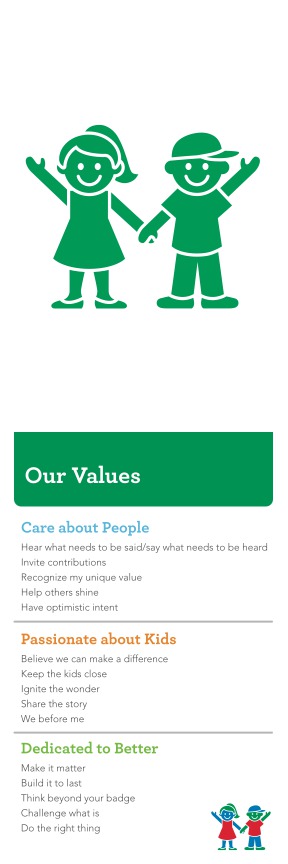 Our Values
Care about People
Hear what needs to be said/say what needs to be heard
Invite contributions
Recognize my unique value
Help others shine
Have optimistic intent
Passionate about Kids
Believe we can make a difference
Keep the kids close
Ignite the wonder
Share the story
We before me
Dedicated to Better
Make it matter
Build it to last
Think beyond your badge
Challenge what is
Do the right thing